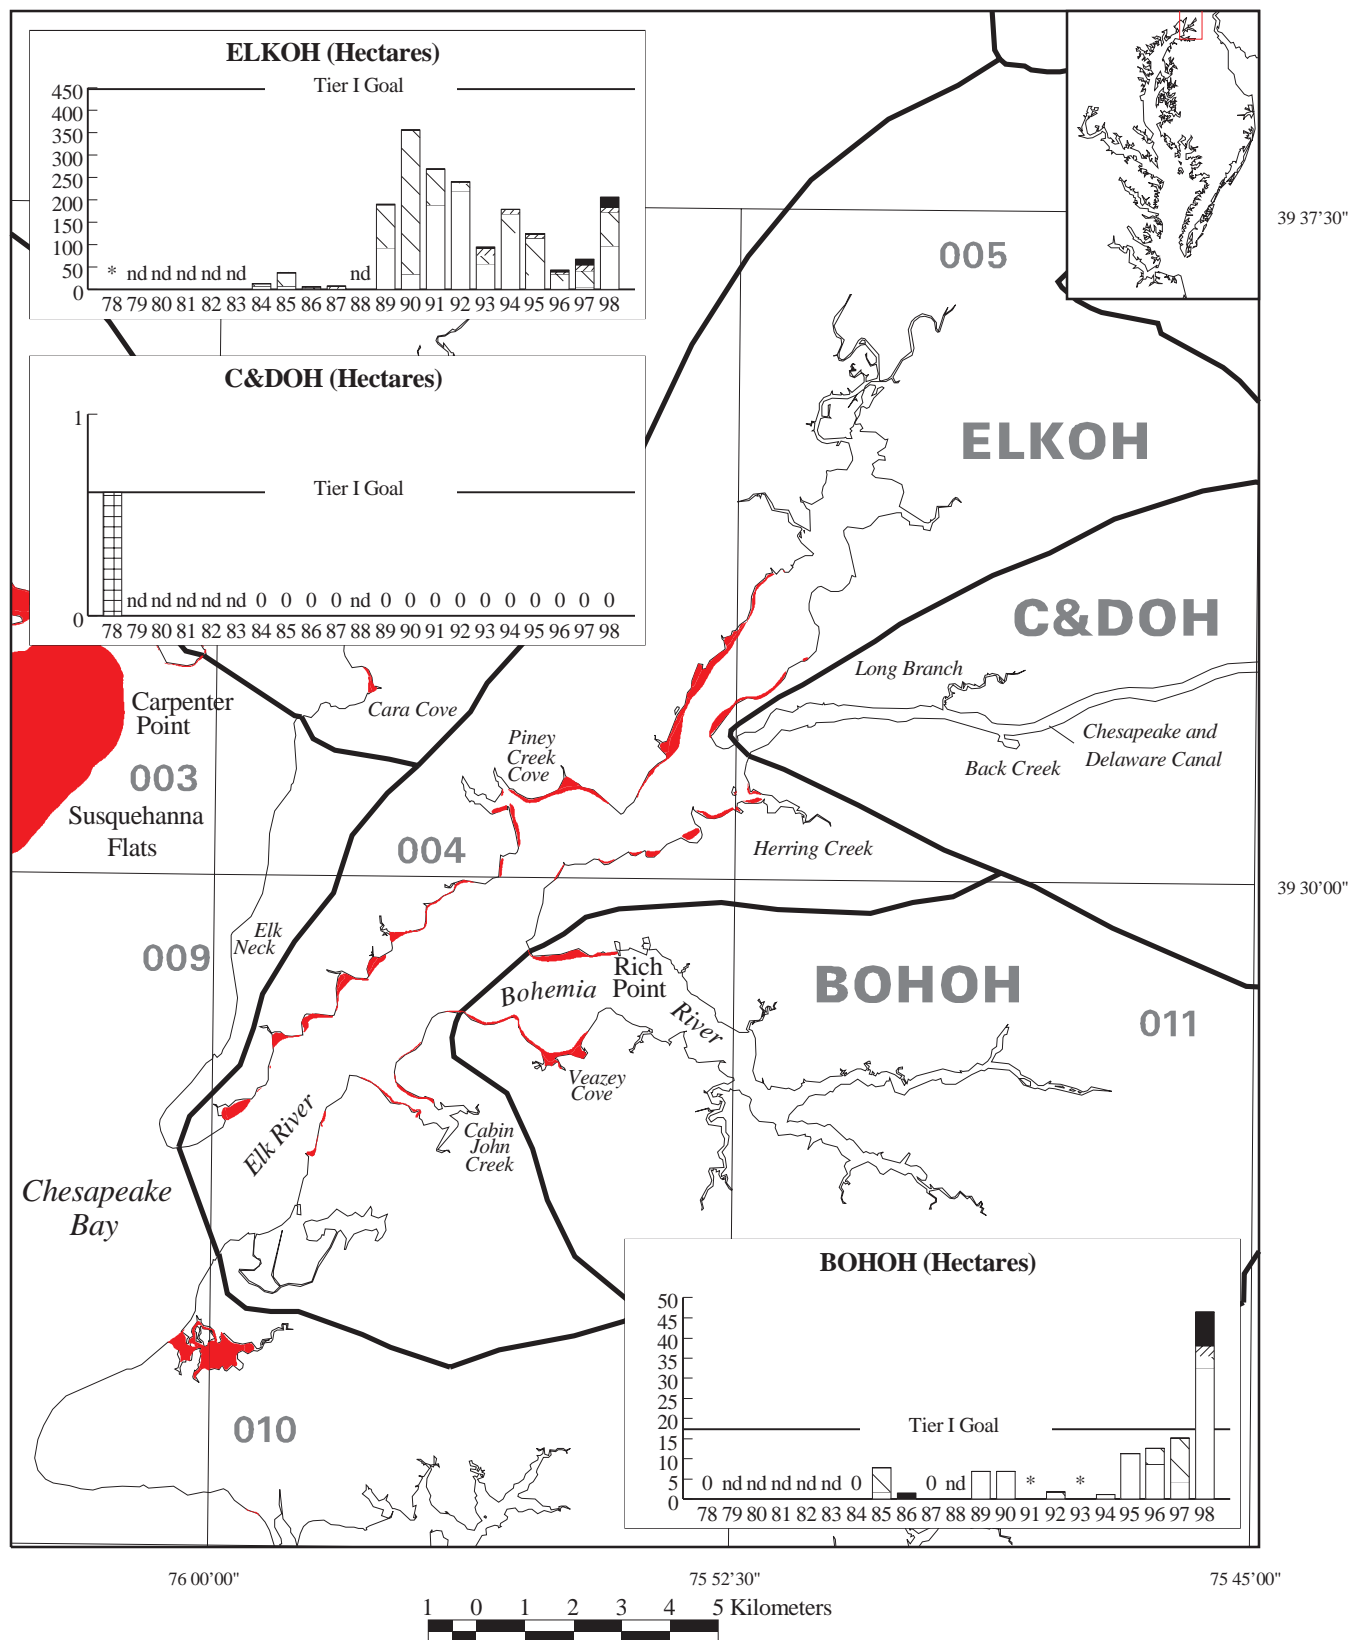 ELKOH (Hectares)
Tier I Goal
450
400
350
300
250
200
150
100
50
0
* nd nd nd nd nd nd
78 79 80 81 82 83 84 85 86 87 88 89 90 91 92 93 94 95 96 97 98
C&DOH (Hectares)
1
Tier I Goal
0
nd nd nd nd nd 0 0 0 0 nd 0 0 0 0 0 0 0 0 0 0
78 79 80 81 82 83 84 85 86 87 88 89 90 91 92 93 94 95 96 97 98
39 37'30"
005
ELKOH
C&DOH
Long Branch
Chesapeake and
Delaware Canal
Back Creek
Carpenter
Point
Cara Cove
Piney
Creek
Cove
003
Susquehanna
Flats
004
Herring Creek
39 30'00"
009
Elk
Neck
Bohemia
River
Rich
Point
BOHOH
011
Veazey
Cove
Elk River
Cabin
John
Creek
Chesapeake
Bay
010
BOHOH (Hectares)
50
45
40
35
30
25
20
15
10
5
0
Tier I Goal
0 nd nd nd nd nd 0 0 nd * *
78 79 80 81 82 83 84 85 86 87 88 89 90 91 92 93 94 95 96 97 98
76 00'00"
75 52'30"
75 45'00"
1 0 1 2 3 4 5 Kilometers